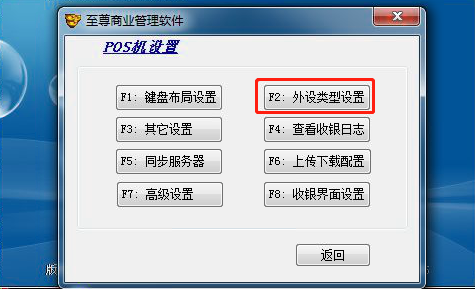 至尊商业管理软件
POS机设置
F1: 键盘布局设置
F2: 外设类型设置
F3: 其它设置
F4: 查看收银日志
F5: 同步服务器
F6: 上传下载配置
F7: 高级设置
F8: 收银界面设置
返回
版